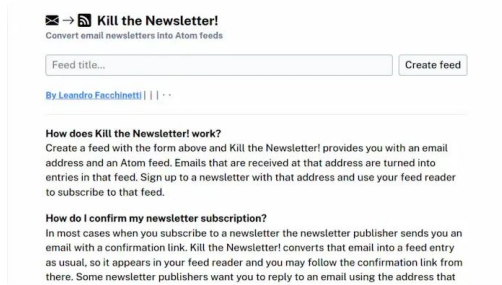 Kill the Newsletter!
Convert email newsletters into Atom feeds
Feed title...
Create feed
By Leandro Facchinetti | | | · ·
How does Kill the Newsletter! work?
Create a feed with the form above and Kill the Newsletter! provides you with an email
address and an Atom feed. Emails that are received at that address are turned into
entries in that feed. Sign up to a newsletter with that address and use your feed reader
to subscribe to that feed.
How do I confirm my newsletter subscription?
In most cases when you subscribe to a newsletter the newsletter publisher sends you an
email with a confirmation link. Kill the Newsletter! converts that email into a feed entry
as usual, so it appears in your feed reader and you may follow the confirmation link from
there. Some newsletter publishers want you to reply to an email using the address that